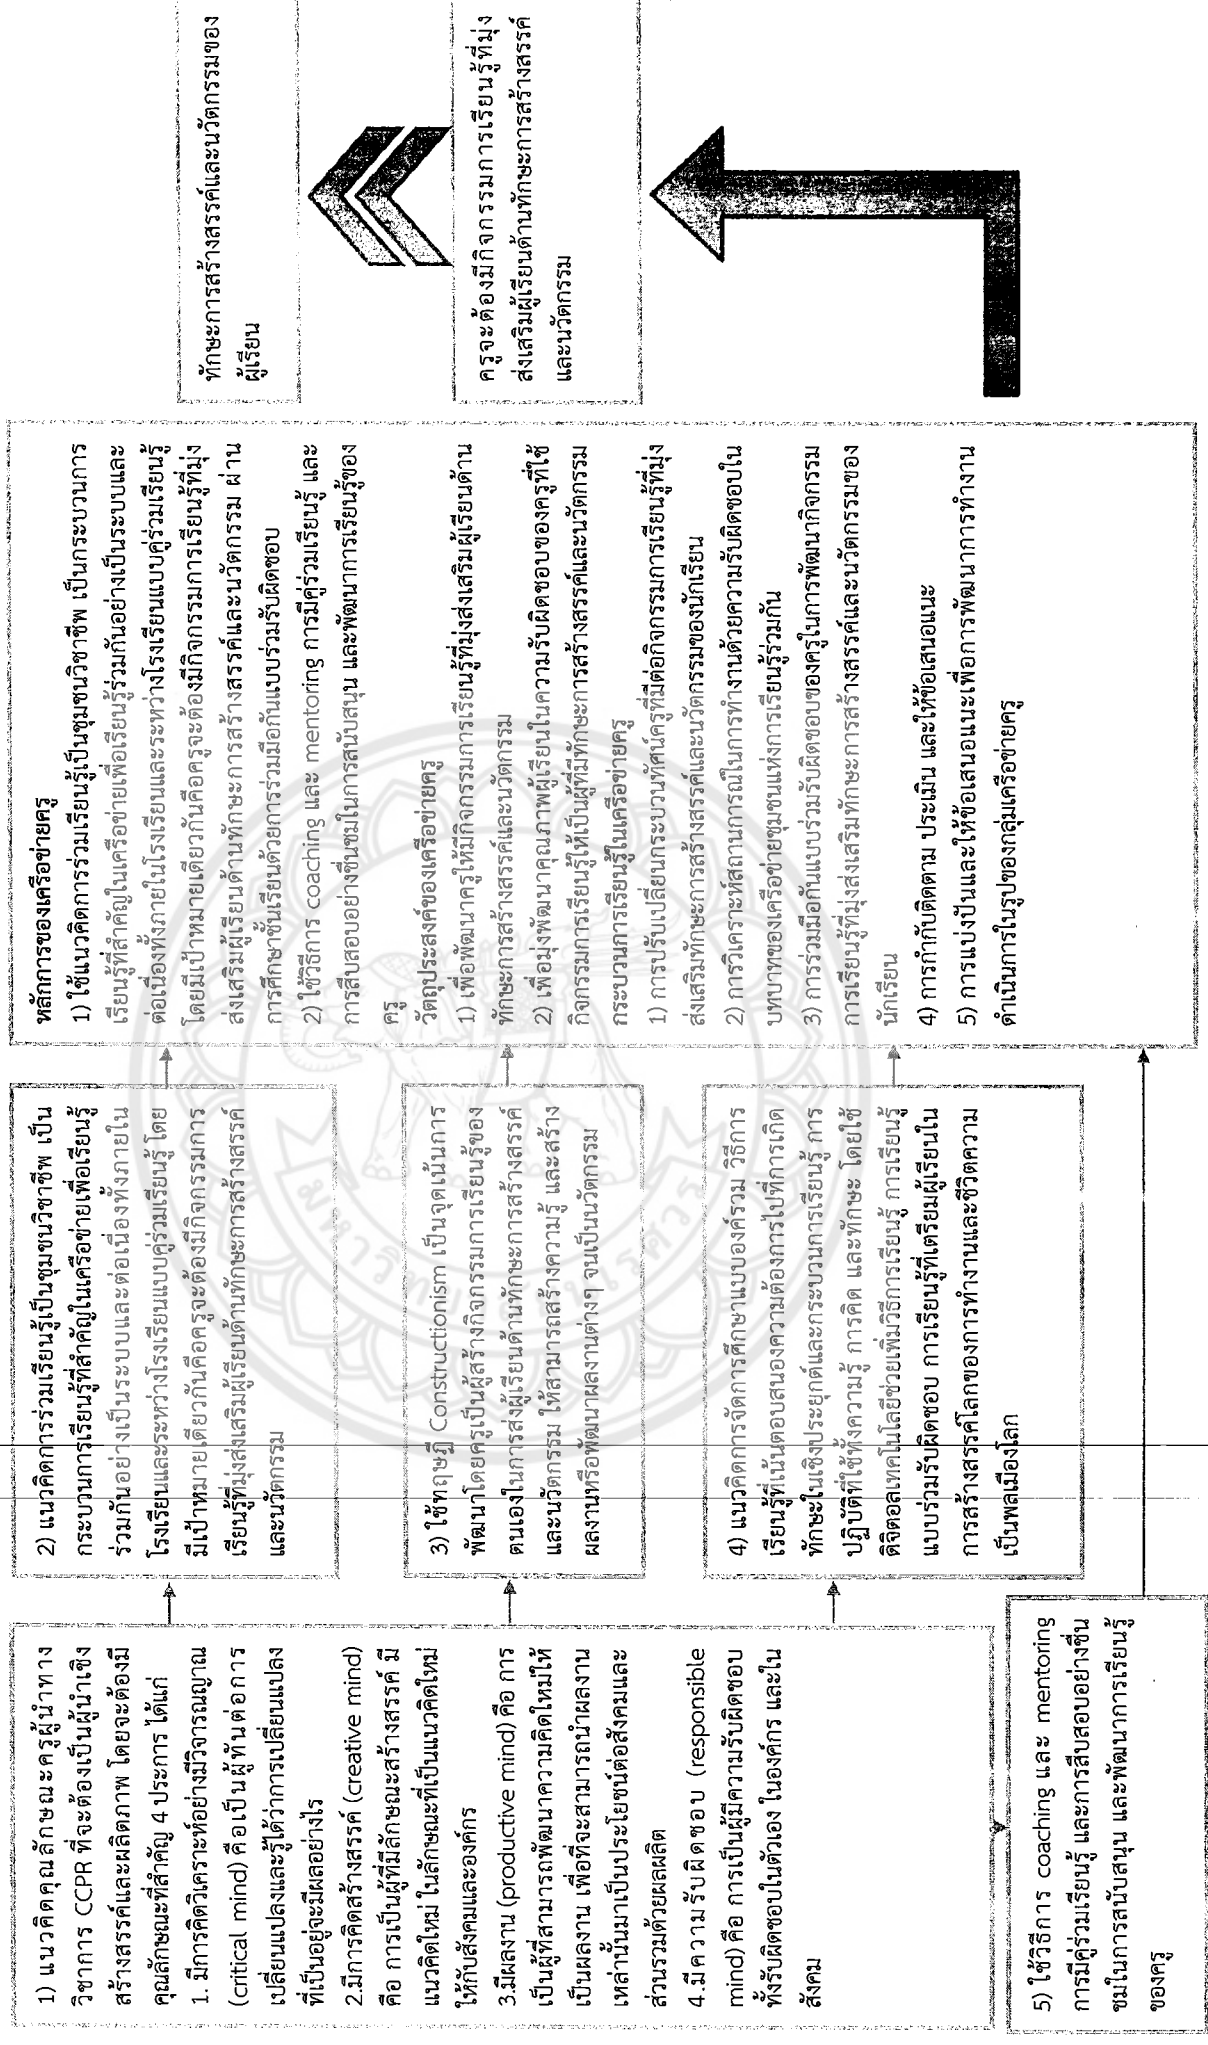 1) แนวคิดคุณลักษณะครูผู้นำทาง
วิชาการ CCPR ที่จะต้องเป็นผู้นำเชิง
สร้างสรรค์และผลิตภาพ โดยจะต้องมี
คุณลักษณะที่สำคัญ 4 ประการ ได้แก่
1. มีการคิดวิเคราะห์อย่างมีวิจารณญาณ
(critical mind) คือเป็นผู้ทันต่อการ
เปลี่ยนแปลงและรู้ได้ว่าการเปลี่ยนแปลง
ที่เป็นอยู่จะมีผลอย่างไร
2.มีการคิดสร้างสรรค์ (creative mind)
คือ การเป็นผู้ที่มีลักษณะสร้างสรรค์ มี
แนวคิดใหม่ ในลักษณะที่เป็นแนวคิดใหม่
ให้กับสังคมและองค์กร
3.มีผลงาน (productive mind) คือ การ
เป็นผู้ที่สามารถพัฒนาความคิดใหม่ให้
เป็นผลงาน เพื่อที่จะสามารถนำผลงาน
เหล่านั้นมาเป็นประโยชน์ต่อสังคมและ
ส่วนรวมด้วยผลผลิต
4.มีความรับผิดชอบ (responsible
mind) คือ การเป็นผู้มีความรับผิดชอบ
ทั้งรับผิดชอบในตัวเอง ในองค์กร และใน
สังคม
5) ใช้วิธีการ coaching และ mentoring
การมีคู่ร่วมเรียนรู้ และการสืบสอบอย่างชื่น
ชมในการสนับสนุน และพัฒนาการเรียนรู้
ของครู
2) แนวคิดการร่วมเรียนรู้เป็นชุมชนวิชาชีพ เป็น
กระบวนการเรียนรู้ที่สำคัญในเครือข่ายเพื่อเรียนรู้
ร่วมกันอย่างเป็นระบบและต่อเนื่องทั้งภายใน
โรงเรียนและระหว่างโรงเรียนแบบคู่ร่วมเรียนรู้ โดย
มีเป้าหมายเดียวกันคือครูจะต้องมีกิจกรรมการ
เรียนรู้ที่มุ่งส่งเสริมผู้เรียนด้านทักษะการสร้างสรรค์
และนวัตกรรม
3) ใช้ทฤษฎี Constructionism เป็นจุดเน้นการ
พัฒนาโดยครูเป็นผู้สร้างกิจกรรมการเรียนรู้ของ
ตนเองในการส่งผู้เรียนด้านทักษะการสร้างสรรค์
และนวัตกรรม ให้สามารถสร้างความรู้ และสร้าง
ผลงานหรือพัฒนาผลงานต่างๆ จนเป็นนวัตกรรม
4) แนวคิดการจัดการศึกษาแบบองค์รวม วิธีการ
เรียนรู้ที่เน้นตอบสนองความต้องการไปที่การเกิด
ทักษะในเชิงประยุกต์และกระบวนการเรียนรู้ การ
ปฏิบัติที่ใช้ทั้งความรู้ การคิด และทักษะ โดยใช้
ดิจิตอลเทคโนโลยีช่วยเพิ่มวิธีการเรียนรู้ การเรียนรู้
แบบร่วมรับผิดชอบ การเรียนรู้ที่เตรียมผู้เรียนใน
การสร้างสรรค์โลกของการทำงานและชีวิตความ
เป็นพลเมืองโลก
หลักการของเครือข่ายครู
1) ใช้แนวคิดการร่วมเรียนรู้เป็นชุมชนวิชาชีพ เป็นกระบวนการ
เรียนรู้ที่สำคัญในเครือข่ายเพื่อเรียนรู้ร่วมกันอย่างเป็นระบบและ
ต่อเนื่องทั้งภายในโรงเรียนและระหว่างโรงเรียนแบบคู่ร่วมเรียนรู้
โดยมีเป้าหมายเดียวกันคือครูจะต้องมีกิจกรรมการเรียนรู้ที่มุ่ง
ส่งเสริมผู้เรียนด้านทักษะการสร้างสรรค์และนวัตกรรม ผ่าน
การศึกษาชั้นเรียนด้วยการร่วมมือกันแบบร่วมรับผิดชอบ
2) ใช้วิธีการ coaching และ mentoring การมีคู่ร่วมเรียนรู้ และ
การสืบสอบอย่างชื่นชมในการสนับสนุน และพัฒนาการเรียนรู้ของ
ครู
วัตถุประสงค์ของเครือข่ายครู
1) เพื่อพัฒนาครูให้มีกิจกรรมการเรียนรู้ที่มุ่งส่งเสริมผู้เรียนด้าน
ทักษะการสร้างสรรค์และนวัตกรรม
2) เพื่อมุ่งพัฒนาคุณภาพผู้เรียนในความรับผิดชอบของครูที่ใช้
กิจกรรมการเรียนรู้ให้เป็นผู้ที่มีทักษะการสร้างสรรค์และนวัตกรรม
กระบวนการเรียนรู้ในเครือข่ายครู
1) การปรับเปลี่ยนกระบวนทัศน์ครูที่มีต่อกิจกรรมการเรียนรู้ที่มุ่ง
ส่งเสริมทักษะการสร้างสรรค์และนวัตกรรมของนักเรียน
2) การวิเคราะห์สถานการณ์ในการทำงานด้วยความรับผิดชอบใน
บทบาทของเครือข่ายชุมชนแห่งการเรียนรู้ร่วมกัน
3) การร่วมมือกันแบบร่วมรับผิดชอบของครูในการพัฒนากิจกรรม
การเรียนรู้ที่มุ่งส่งเสริมทักษะการสร้างสรรค์และนวัตกรรมของ
นักเรียน
4) การกำกับติดตาม ประเมิน และให้ข้อเสนอแนะ
5) การแบ่งปันและให้ข้อเสนอแนะเพื่อการพัฒนาการทำงาน
ดำเนินการในรูปของกลุ่มเครือข่ายครู
ทักษะการสร้างสรรค์และนวัตกรรมของ
ผู้เรียน
ครูจะต้องมีกิจกรรมการเรียนรู้ที่มุ่ง
ส่งเสริมผู้เรียนด้านทักษะการสร้างสรรค์
และนวัตกรรม